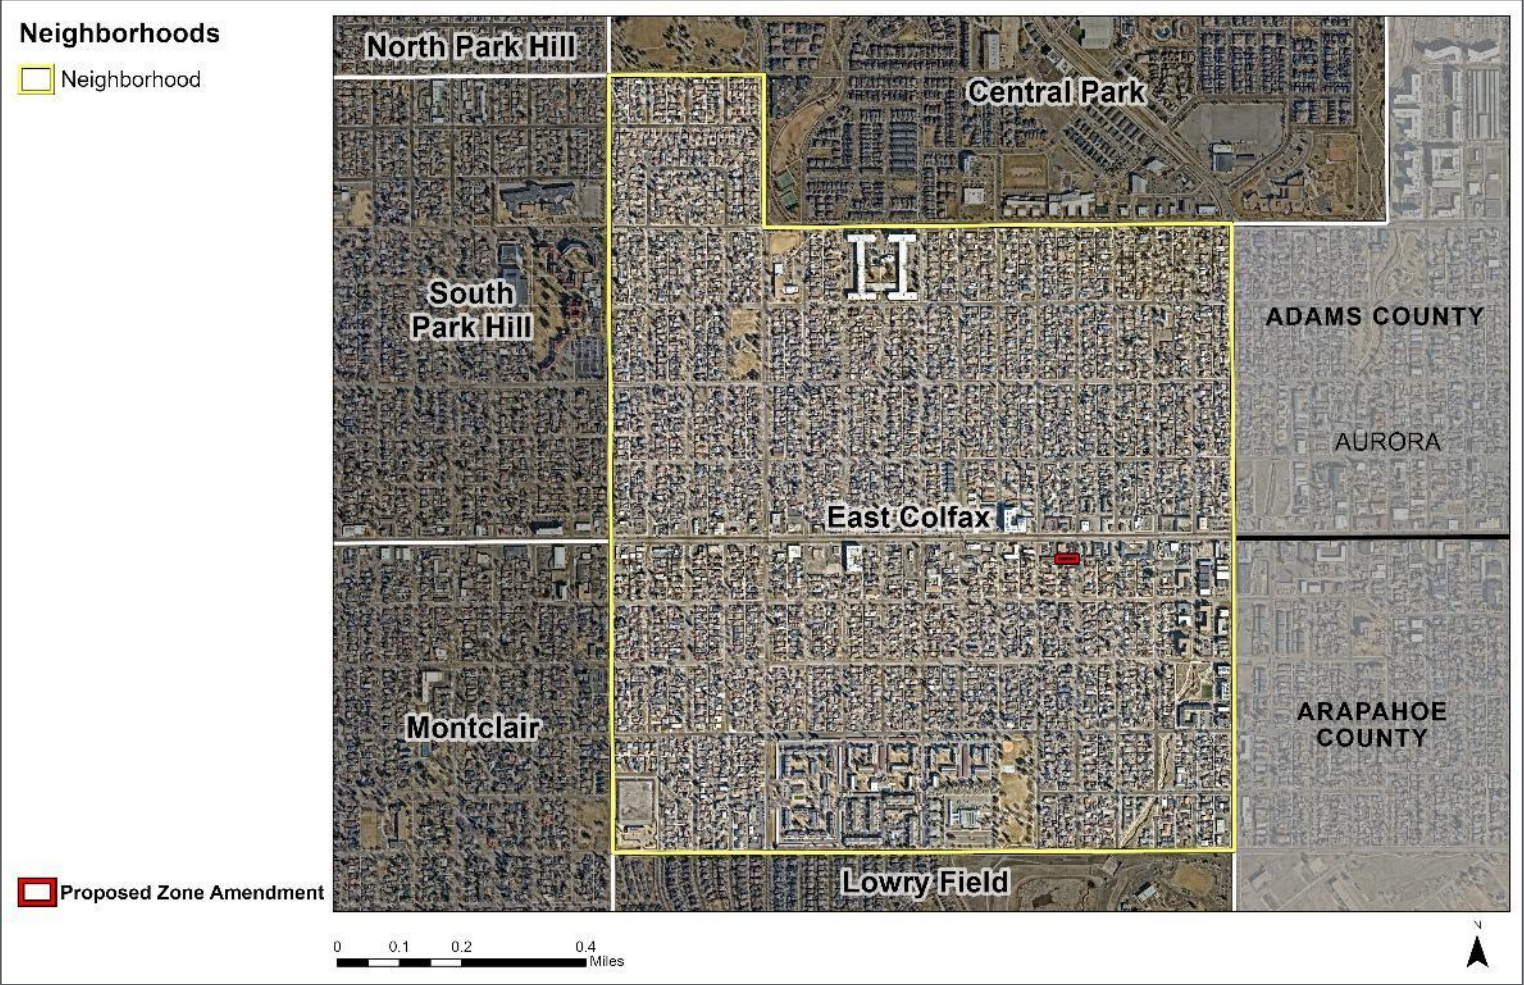 Neighborhoods
Neighborhood
North Park Hill
Central Park
South
Park Hill
ADAMS COUNTY
AURORA
East Colfax
Montclair
ARAPAHOE
COUNTY
Lowry Field
Proposed Zone Amendment
0 0.1 0.2 0.4
Miles
N